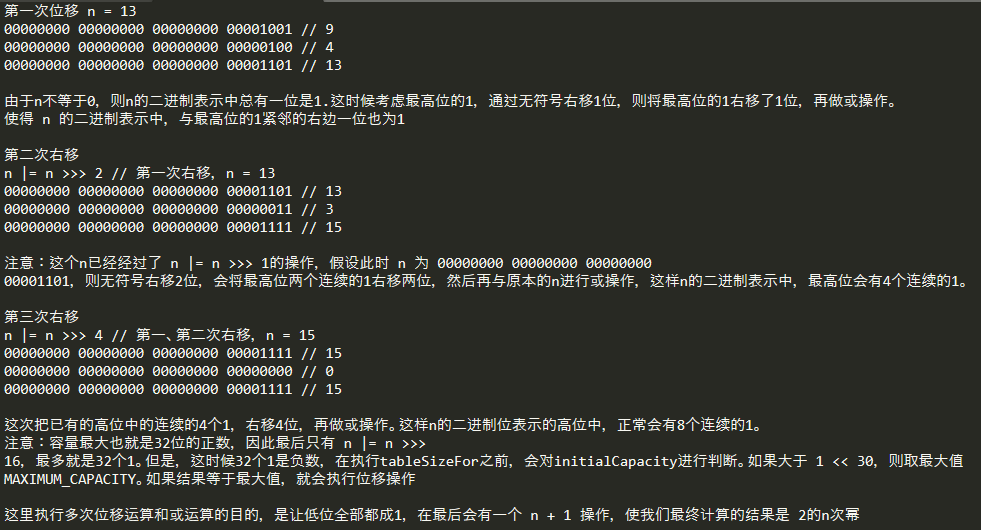 第一次位移 n = 13
00000000 00000000 00000000 00001001 // 9
00000000 00000000 00000000 00000100 // 4
00000000 00000000 00000000 00001101 // 13
由于n不等于0, 则n的二进制表示中总有一位是1.这时候考虑最高位的1, 通过无符号右移1位, 则将最高位的1右移了1位, 再做或操作。
使得 n 的二进制表示中, 与最高位的1紧邻的右边一位也为1
第二次右移
n |= n >>> 2 // 第一次右移, n = 13
00000000 00000000 00000000 00001101 // 13
00000000 00000000 00000000 00000011 // 3
00000000 00000000 00000000 00001111 // 15
注意：这个n已经经过了 n |= n >>> 1的操作, 假设此时 n 为 00000000 00000000 00000000
00001101, 则无符号右移2位, 会将最高位两个连续的1右移两位, 然后再与原本的n进行或操作, 这样n的二进制表示中, 最高位会有4个连续的1。
第三次右移
n |= n >>> 4 // 第一、第二次右移, n = 15
00000000 00000000 00000000 00001111 // 15
00000000 00000000 00000000 00000000 // 0
00000000 00000000 00000000 00001111 // 15
这次把已有的高位中的连续的4个1, 右移4位, 再做或操作。这样n的二进制位表示的高位中, 正常会有8个连续的1。
注意：容量最大也就是32位的正数, 因此最后只有 n |= n >>>
16, 最多就是32个1。但是, 这时候32个1是负数, 在执行tableSizeFor之前, 会对initialCapacity进行判断。如果大于 1 << 30, 则取最大值
MAXIMUM_CAPACITY。如果结果等于最大值, 就会执行位移操作
这里执行多次位移运算和或运算的目的, 是让低位全部都成1, 在最后会有一个 n + 1 操作, 使我们最终计算的结果是 2的n次幂